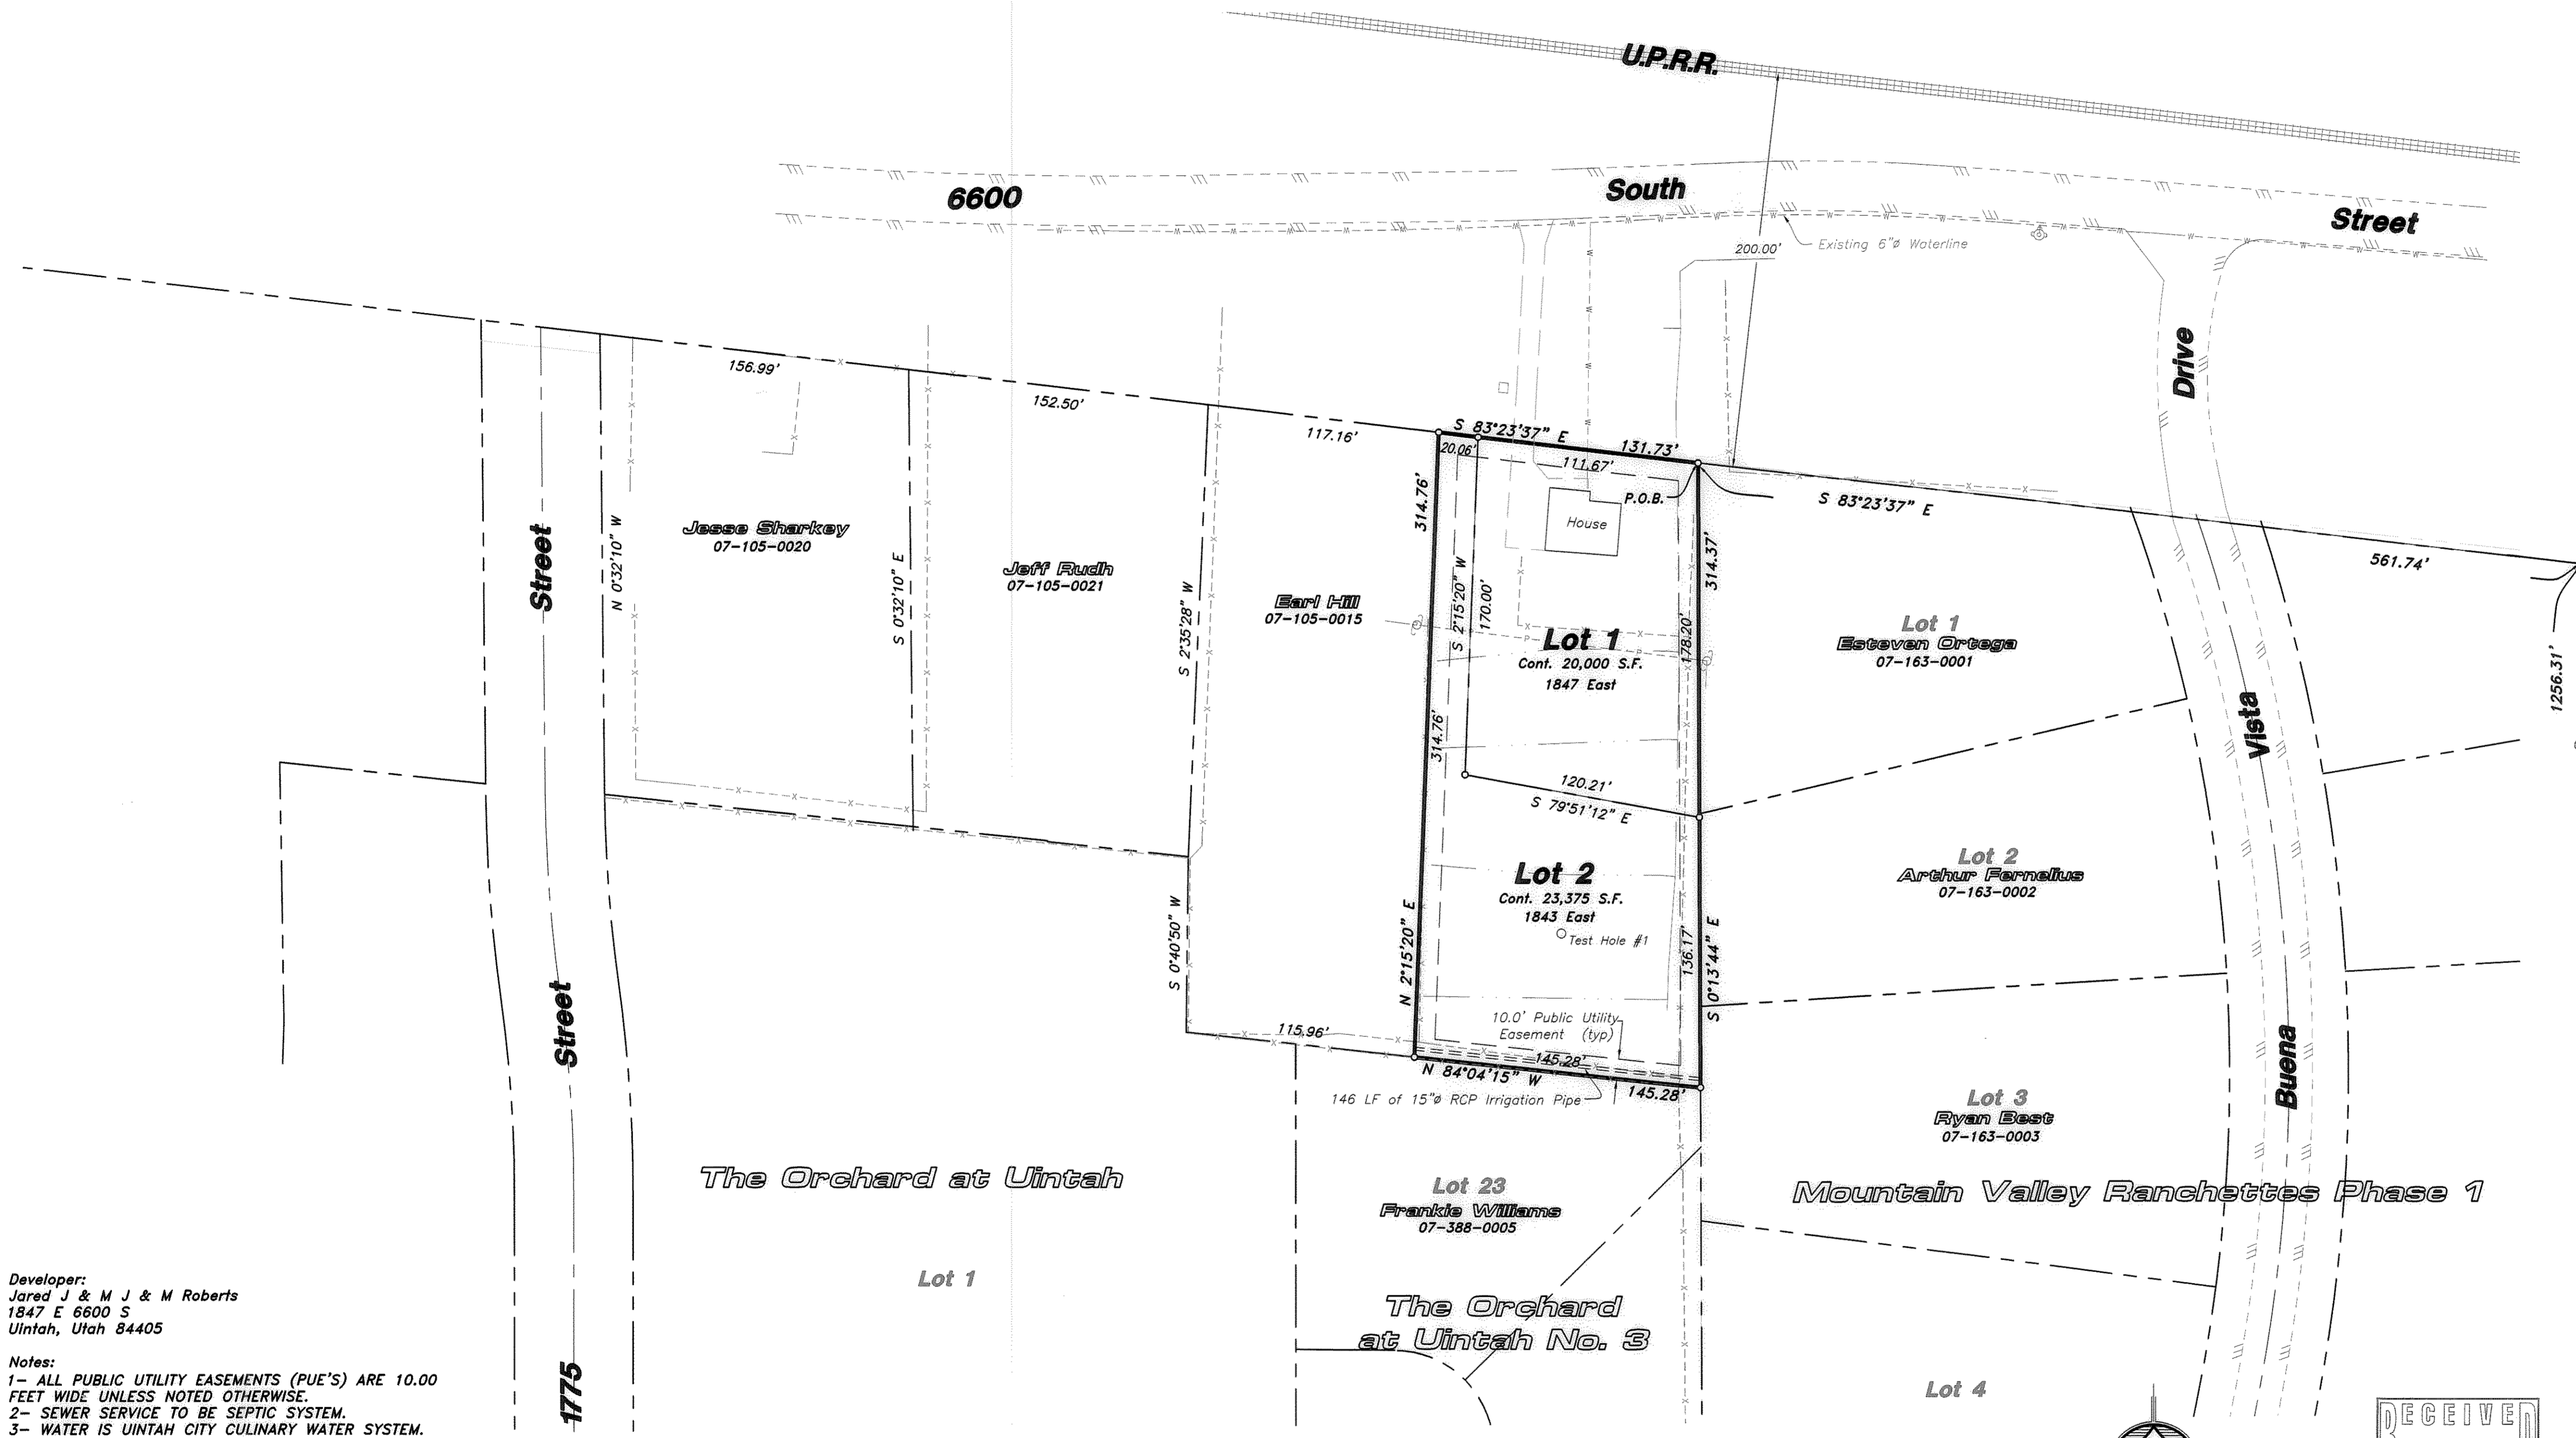 U.P.R.R.
6600
South
Street
200.00'
Existing 6"ø Waterline
Drive
156.99'
152.50'
117.16'
S 83°23'37" E
131.73'
20.06'
111.67'
P.O.B.
S 83°23'37" E
561.74'
1256.31'
Street
N 0°32'10" W
Jesse Sharkey
07-105-0020
S 0°32'10" E
Jeff Rudh
07-105-0021
S 2°35'28" W
Earl Hill
07-105-0015
314.76'
S 2°15'20" W
170.00'
House
314.37'
178.20'
Lot 1
Cont. 20,000 S.F.
1847 East
Lot 1
Esteven Ortega
07-163-0001
314.76'
120.21'
S 79°51'12" E
Vista
Lot 2
Cont. 23,375 S.F.
1843 East
Test Hole #1
136.17'
S 0°13'44" E
N 2°15'20" E
S 0°40'50" W
Lot 2
Arthur Fernelius
07-163-0002
Street
115.96'
10.0' Public Utility
Easement (typ)
145.28'
N 84°04'15" W
145.28'
146 LF of 15"ø RCP Irrigation Pipe
Buena
Lot 3
Ryan Best
07-163-0003
The Orchard at Uintah
Lot 1
Lot 23
Frankie Williams
07-388-0005
Mountain Valley Ranchettes Phase 1
The Orchard
at Uintah No. 3
Lot 4
1775
Developer:
Jared J & M J & M Roberts
1847 E 6600 S
Uintah, Utah 84405
Notes:
1- ALL PUBLIC UTILITY EASEMENTS (PUE'S) ARE 10.00
FEET WIDE UNLESS NOTED OTHERWISE.
2- SEWER SERVICE TO BE SEPTIC SYSTEM.
3- WATER IS UINTAH CITY CULINARY WATER SYSTEM.
RECEIVED